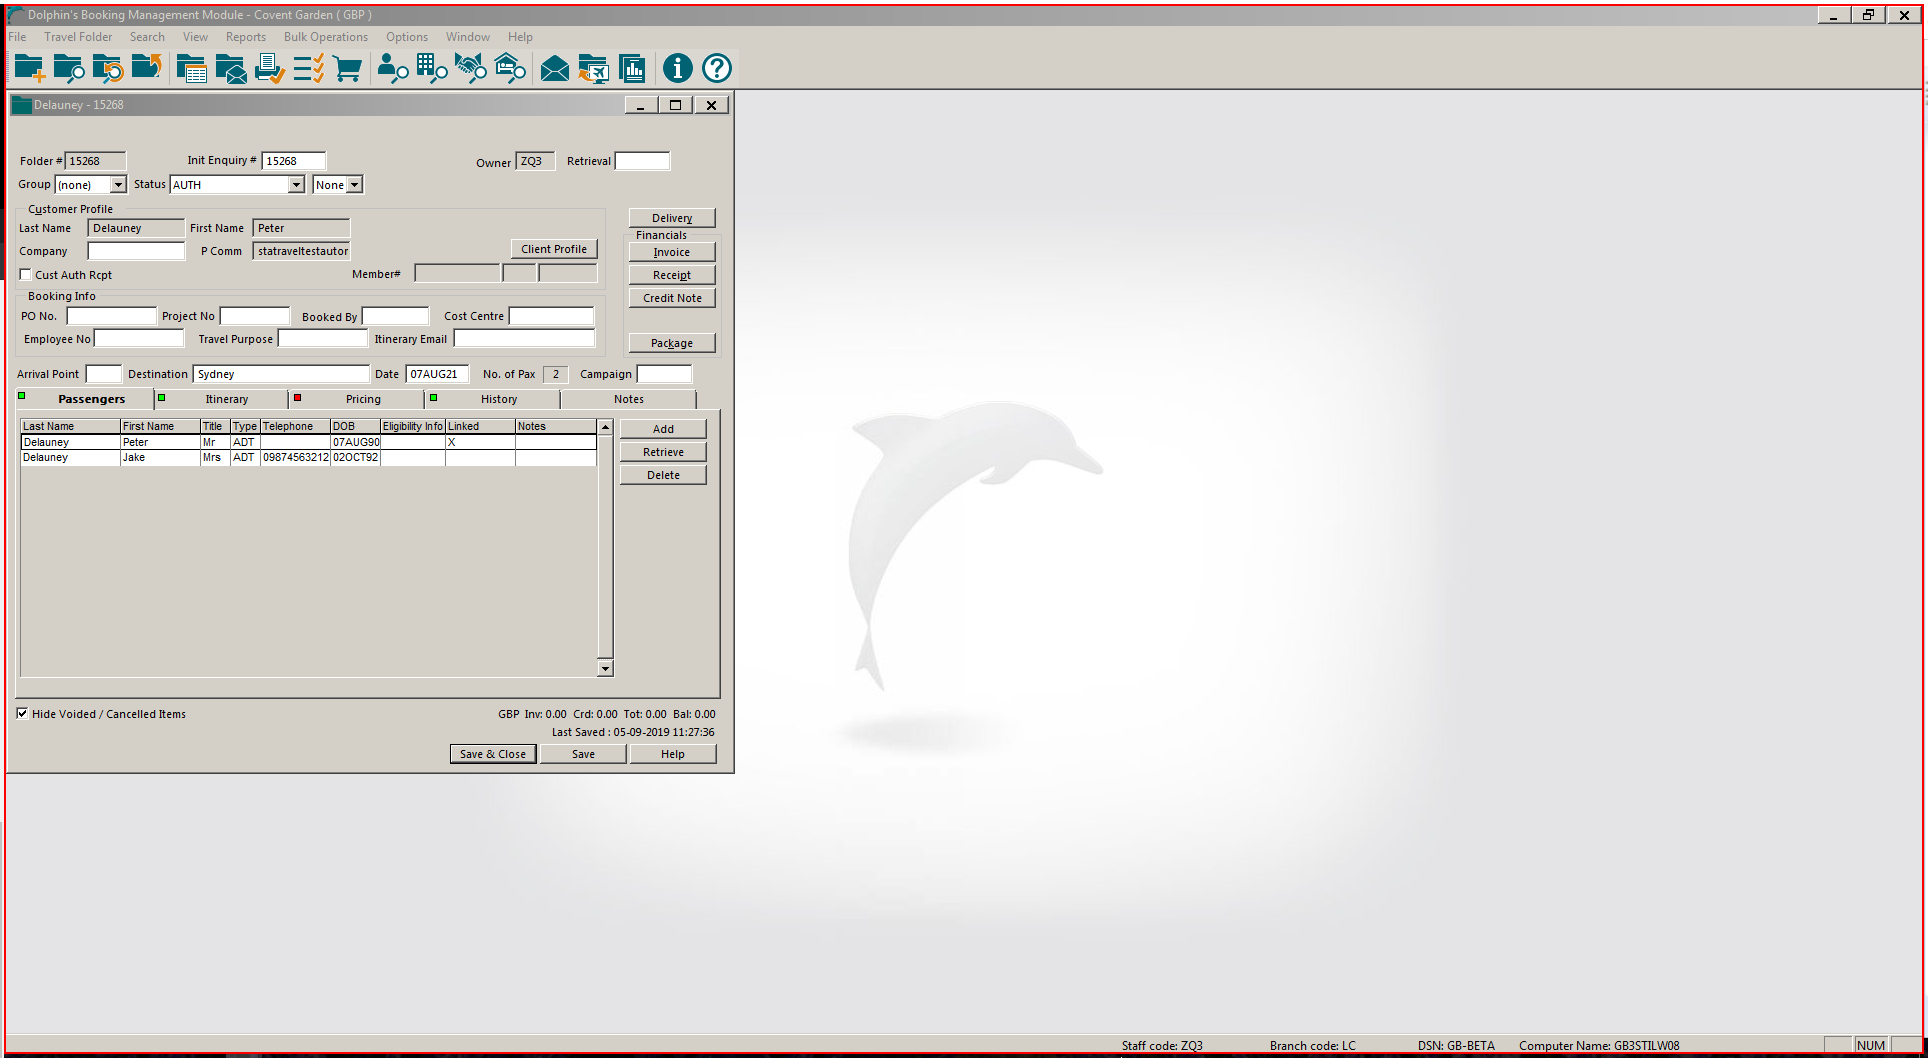 Dolphin's Booking Management Module - Covent Garden ( GBP )
File Travel Folder Search View Reports Bulk Operations Options Window Help
Delauney - 15268
Folder # 15268 Init Enquiry # 15268 Owner ZQ3 Retrieval
Group (none) Status AUTH None
Customer Profile
Last Name Delauney First Name Peter
Company P Comm statraveltestautor Client Profile
Cust Auth Rcpt Member#
Delivery
Financials
Invoice
Receipt
Credit Note
Package
Booking Info
PO No. Project No Booked By Cost Centre
Employee No Travel Purpose Itinerary Email
Arrival Point Destination Sydney Date 07AUG21 No. of Pax 2 Campaign
Passengers Itinerary Pricing History Notes
Last Name First Name Title Type Telephone DOB Eligibility Info Linked Notes
Delauney Peter Mr ADT 07AUG90 X
Delauney Jake Mrs ADT 09874563212 02OCT92
Add
Retrieve
Delete
Hide Voided / Cancelled Items GBP Inv: 0.00 Crd: 0.00 Tot: 0.00 Bal: 0.00
Last Saved : 05-09-2019 11:27:36
Save & Close Save Help
Staff code: ZQ3 Branch code: LC DSN: GB-BETA Computer Name: GB3STILW08 NUM